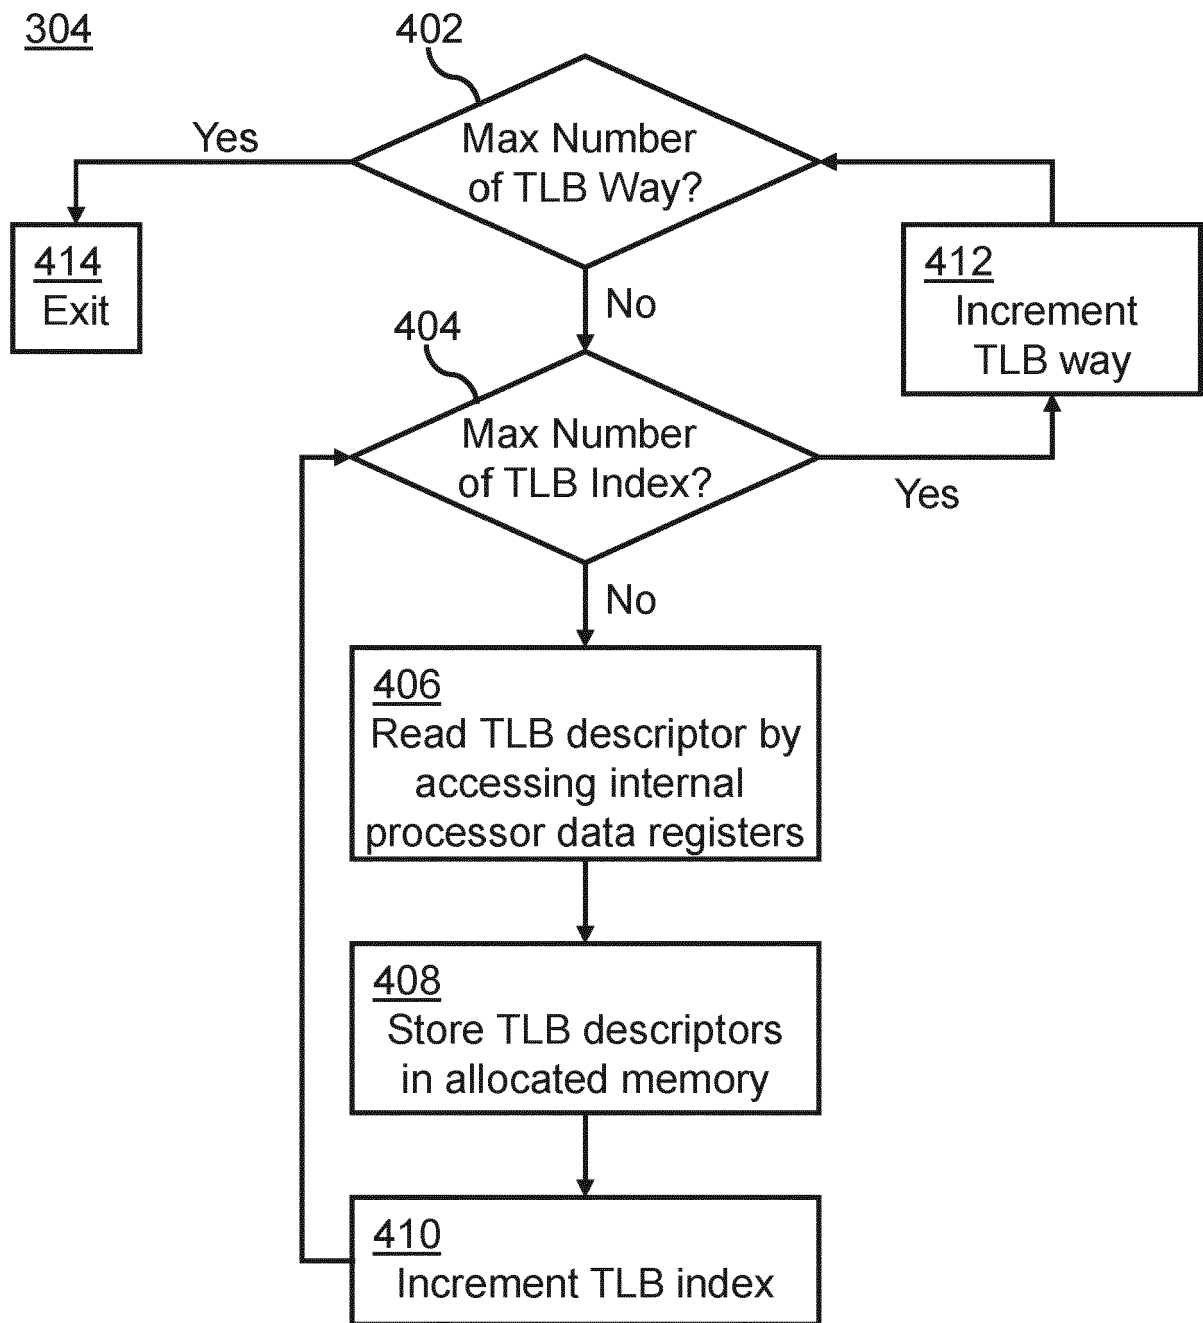 304
402
Max Number
of TLB Way?
Yes
414
Exit
412
Increment
TLB way
No
404
Max Number
of TLB Index?
Yes
No
406
Read TLB descriptor by
accessing internal
processor data registers
408
Store TLB descriptors
in allocated memory
410
Increment TLB index